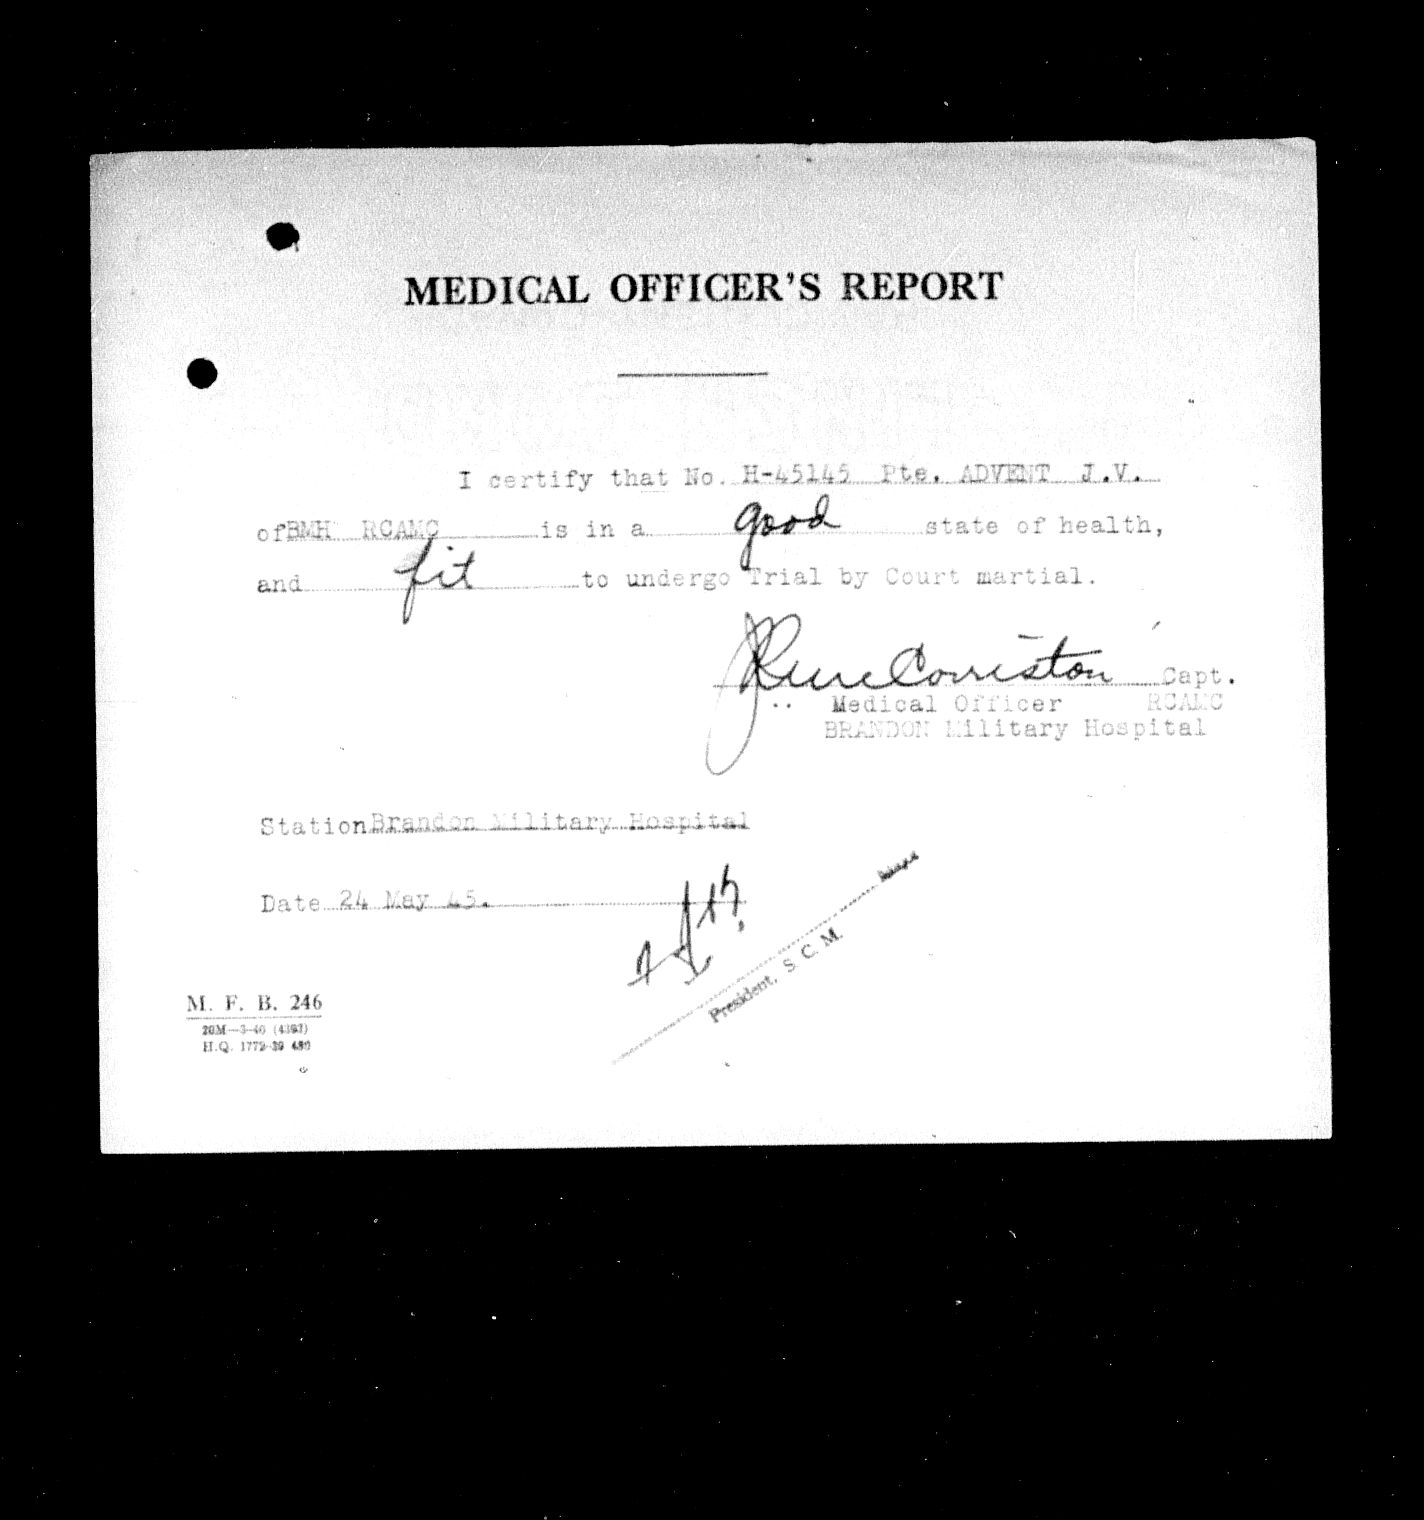 MEDICAL OFFICER'S REPORT
I certify that No. H-45145 Pte. ADVENT J.V.
of BMH RCAMC is in a good state of health,
and fit to undergo Trial by Court martial.
Capt.
Medical Officer RCAMC
BRANDON Military Hospital
Station Brandon Military Hospital
Date 24 May 45.
President, S. C. M.
M. F. B. 246
H.Q.